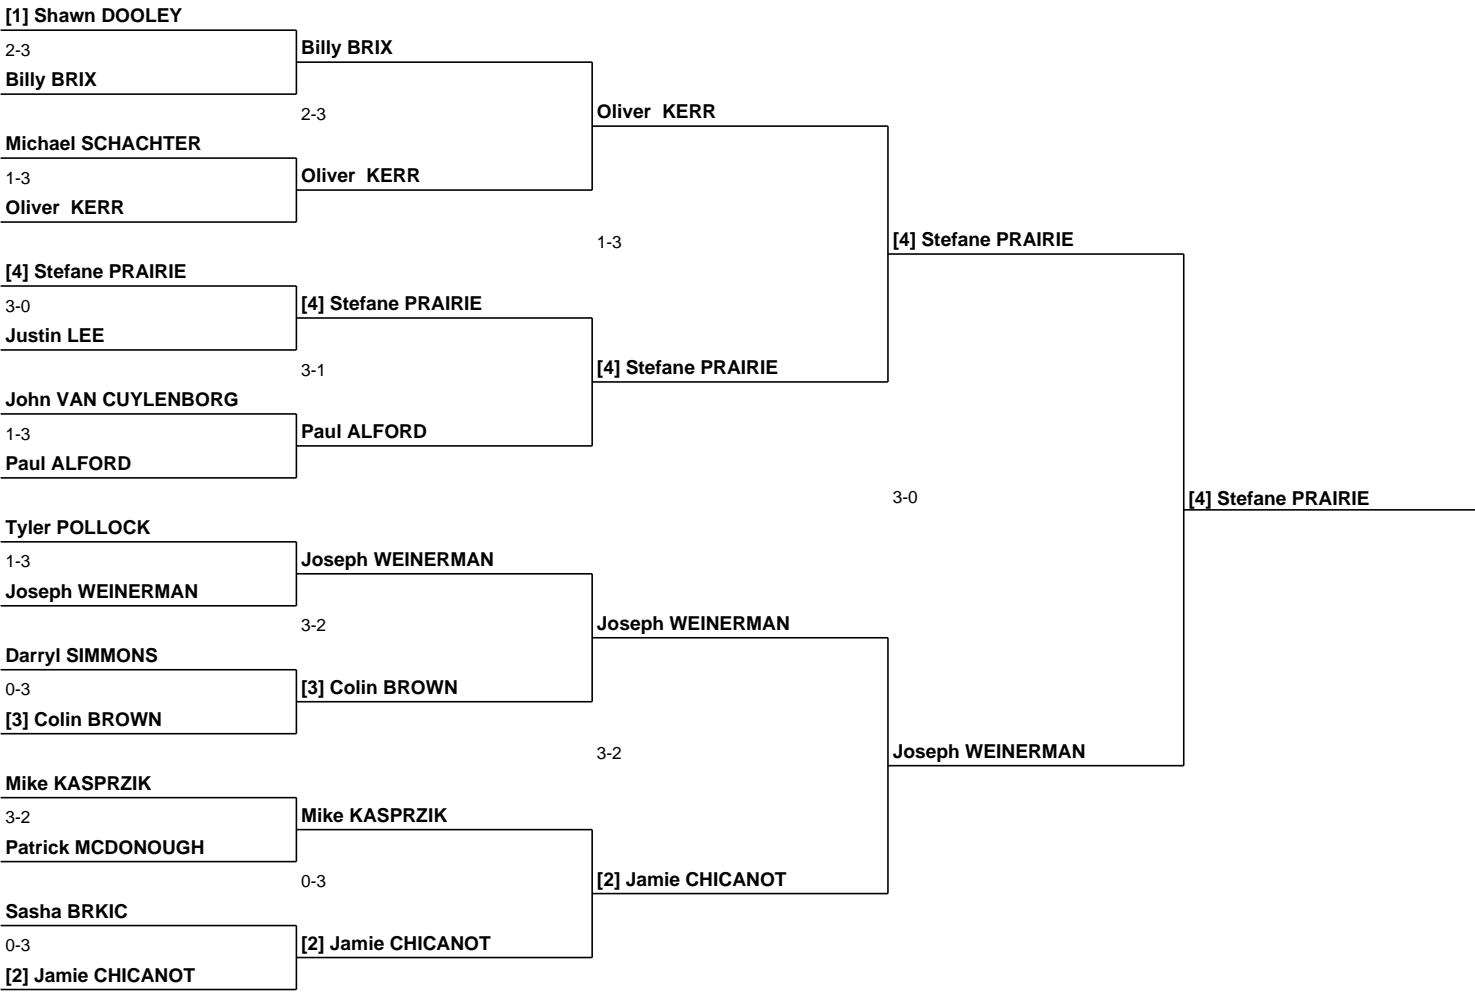 [1] Shawn DOOLEY
2-3
Billy BRIX
Billy BRIX
2-3
Oliver KERR
Michael SCHACHTER
1-3
Oliver KERR
Oliver KERR
1-3
[4] Stefane PRAIRIE
[4] Stefane PRAIRIE
3-0
Justin LEE
[4] Stefane PRAIRIE
3-1
[4] Stefane PRAIRIE
John VAN CUYLENBORG
1-3
Paul ALFORD
Paul ALFORD
3-0
[4] Stefane PRAIRIE
Tyler POLLOCK
1-3
Joseph WEINERMAN
Joseph WEINERMAN
3-2
Joseph WEINERMAN
Darryl SIMMONS
0-3
[3] Colin BROWN
[3] Colin BROWN
3-2
Joseph WEINERMAN
Mike KASPRZIK
3-2
Patrick MCDONOUGH
Mike KASPRZIK
0-3
[2] Jamie CHICANOT
Sasha BRKIC
0-3
[2] Jamie CHICANOT
[2] Jamie CHICANOT